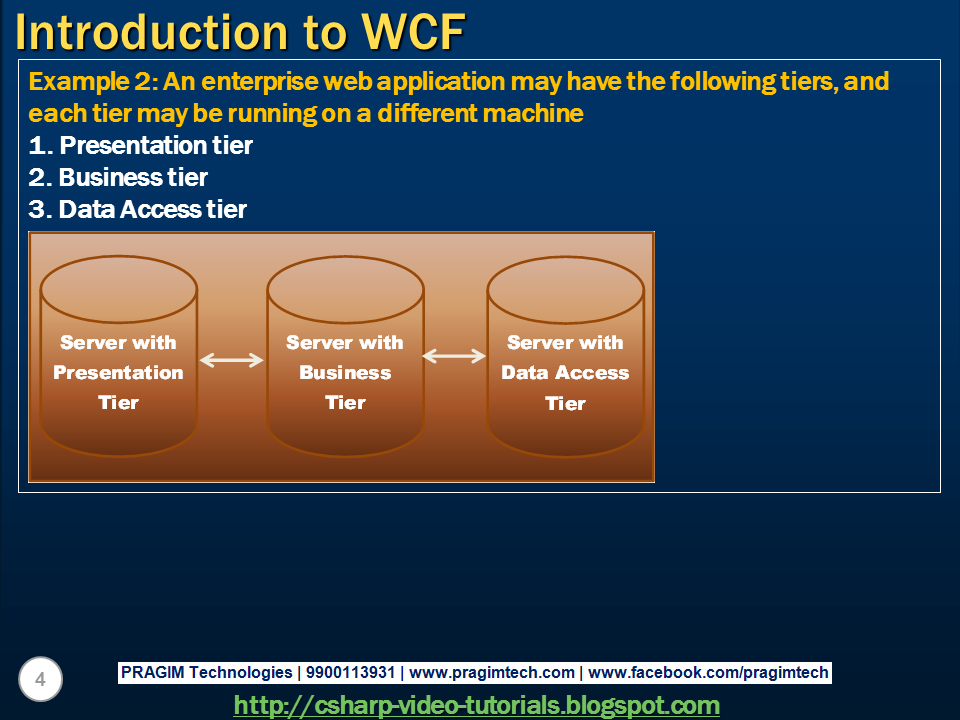 Introduction to WCF
Example 2: An enterprise web application may have the following tiers, and
each tier may be running on a different machine
1. Presentation tier
2. Business tier
3. Data Access tier
Server with
Presentation
Tier
Server with
Business
Tier
Server with
Data Access
Tier
4
PRAGIM Technologies | 9900113931 | www.pragimtech.com | www.facebook.com/pragimtech
http://csharp-video-tutorials.blogspot.com